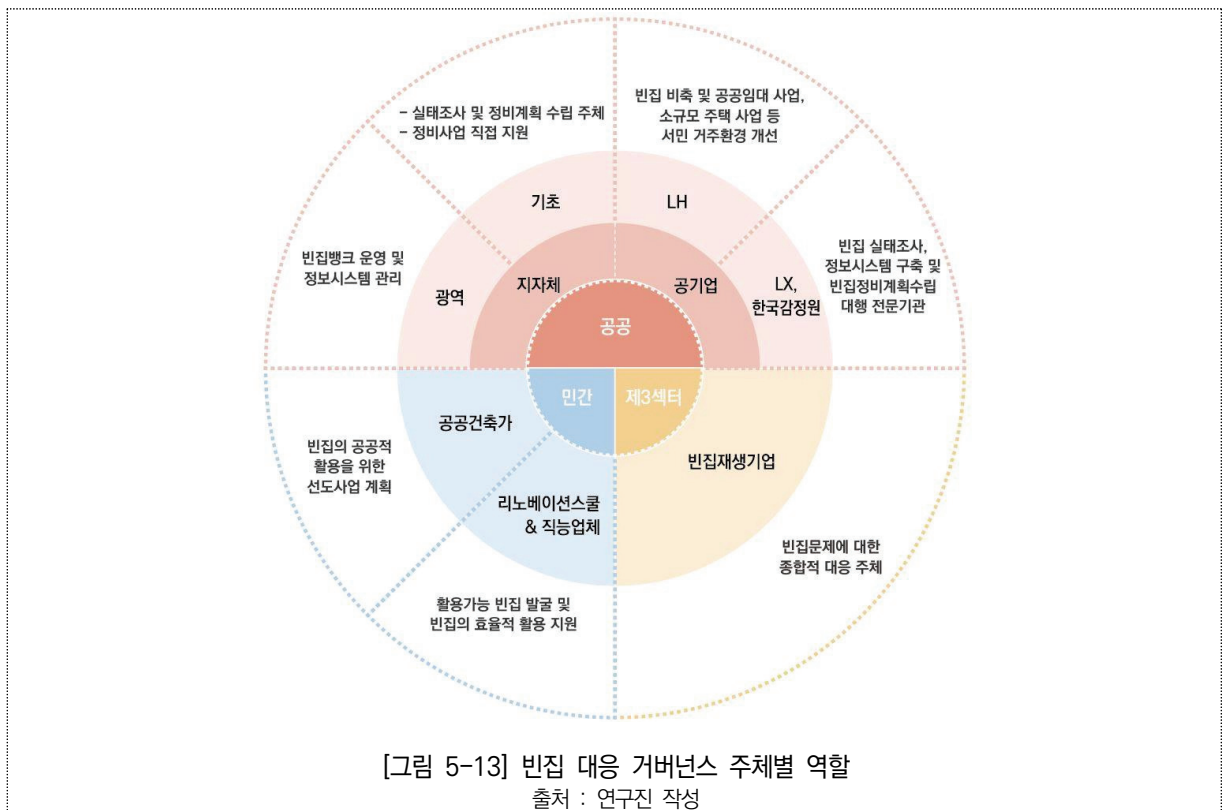 - 실태조사 및 정비계획 수립 주체
- 정비사업 직접 지원
빈집 비축 및 공공임대 사업,
소규모 주택 사업 등
서민 거주환경 개선
기초
LH
빈집뱅크 운영 및
정보시스템 관리
광역
지자체
공기업
LX,
한국감정원
빈집 실태조사,
정보시스템 구축 및
빈집정비계획수립
대행 전문기관
공공
민간
제3섹터
공공건축가
빈집의 공공적
활용을 위한
선도사업 계획
리노베이션스쿨
& 직능업체
빈집재생기업
활용가능 빈집 발굴 및
빈집의 효율적 활용 지원
빈집문제에 대한
종합적 대응 주체
[그림 5-13] 빈집 대응 거버넌스 주체별 역할
출처 : 연구진 작성